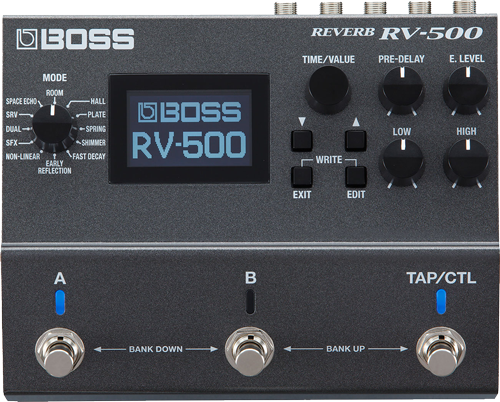 BOSS
REVERB RV-500
MODE
ROOM
SPACE ECHO
HALL
SRV
PLATE
DUAL
SPRING
SFX
SHIMMER
NON-LINEAR
FAST DECAY
EARLY
REFLECTION
BOSS
RV-500
TIME/VALUE
PRE-DELAY
E. LEVEL
LOW
HIGH
WRITE
EXIT
EDIT
A
B
TAP/CTL
BANK DOWN
BANK UP